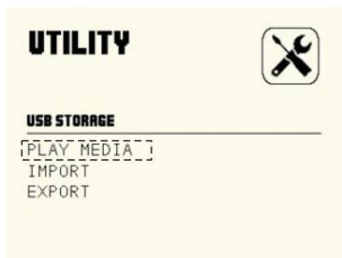 UTILITY
USB STORAGE
PLAY MEDIA
IMPORT
EXPORT